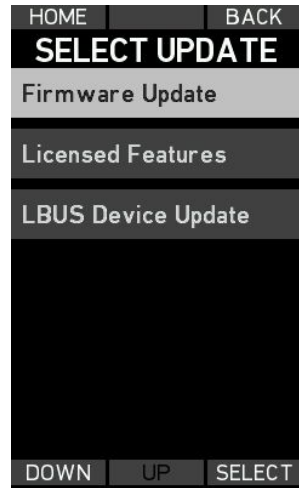 HOME BACK
SELECT UPDATE
Firmware Update
Licensed Features
LBUS Device Update
DOWN UP SELECT